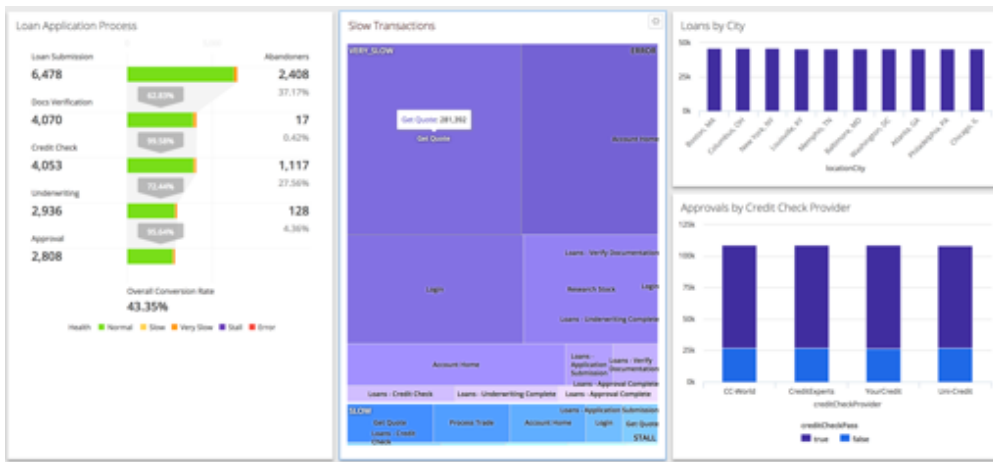 Loan Application Process
Loan Submission
6,478
Abandoners
2,408
62.83%
37.17%
Docs Verification
4,070
17
99.58%
0.42%
Credit Check
4,053
1,117
72.44%
27.56%
Underwriting
2,936
128
95.64%
4.36%
Approval
2,808
Overall Conversion Rate
43.35%
Health Normal Slow Very Slow Stall Error
Slow Transactions
VERY_SLOW
ERROR
Get Quote: 281,392
Get Quote
Account Home
Loans - Verify Documentation
Login
Research Stock
Login
Loans - Underwriting Complete
Account Home
Loans -
Application
Submission
Loans - Verify
Documentation
Loans - Approval Complete
Loans - Credit Check
Loans - Underwriting Complete
Loans - Approval Complete
SLOW
Loans - Application Submission
Get Quote
Process Trade
Account Home
Login
Get Quote
Loans - Credit
Check
STALL
Loans by City
50k
25k
0k
Boston, MA
Columbus, OH
New York, NY
Louisville, KY
Memphis, TN
Baltimore, MD
Washington, DC
Atlanta, GA
Philadelphia, PA
Chicago, IL
locationCity
Approvals by Credit Check Provider
125k
100k
75k
50k
25k
0k
CC-World
CreditExperts
YourCredit
Uni-Credit
creditCheckProvider
creditCheckPass
true false